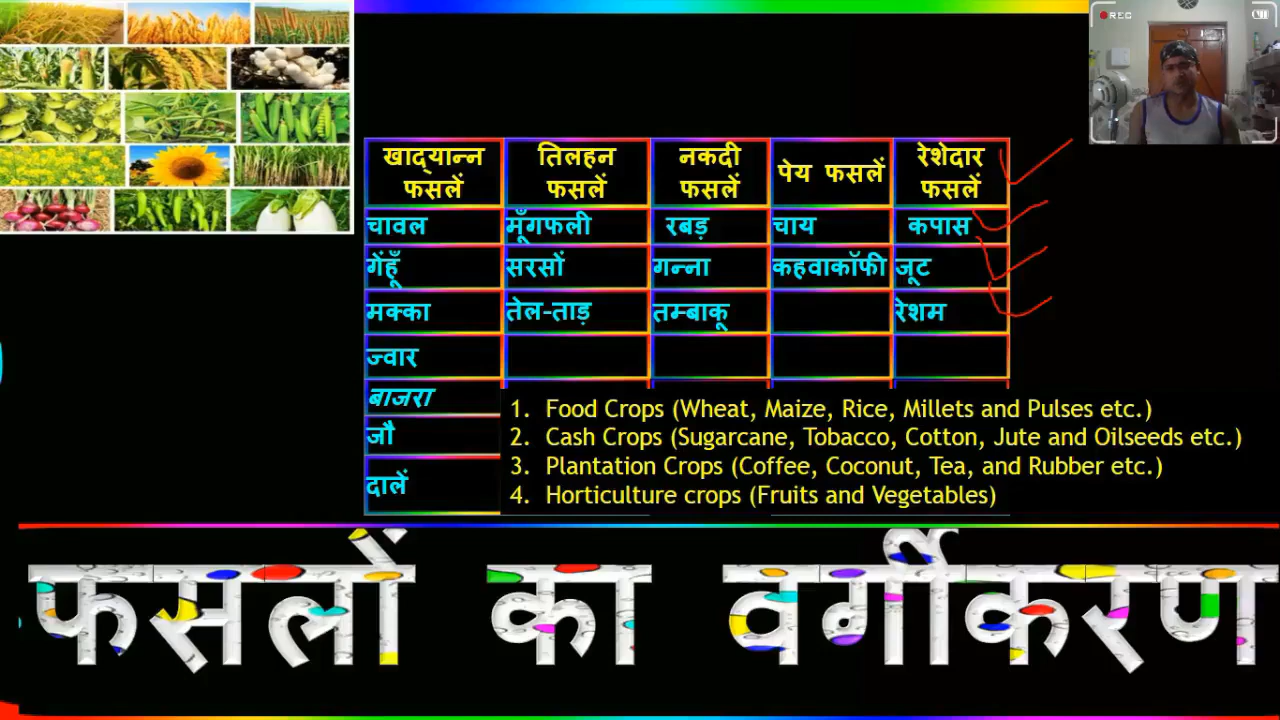 REC
खाद्यान्न फसलें
तिलहन फसलें
नकदी फसलें
पेय फसलें
रेशेदार फसलें
चावल मूँगफली रबड़ चाय कपास
गेंहूँ सरसों गन्ना कहवाकॉफी जूट
मक्का तेल-ताड़ तम्बाकू रेशम
ज्वार
बाजरा
जौ
दालें
1. Food Crops (Wheat, Maize, Rice, Millets and Pulses etc.)
2. Cash Crops (Sugarcane, Tobacco, Cotton, Jute and Oilseeds etc.)
3. Plantation Crops (Coffee, Coconut, Tea, and Rubber etc.)
4. Horticulture crops (Fruits and Vegetables)
फसलों का वर्गीकरण